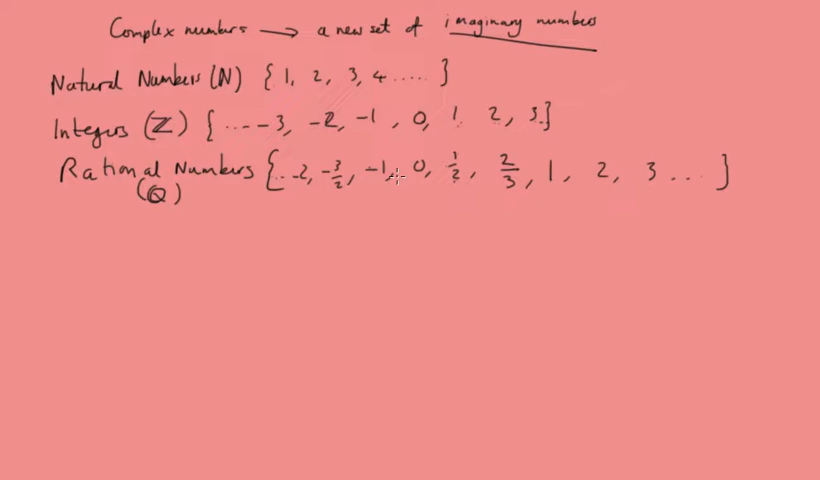 Complex numbers → a new set of imaginary numbers
Natural Numbers (N) { 1, 2, 3, 4 ..... }
Integers (ℤ) { ....-3, -2, -1, 0, 1, 2, 3.}
Rational Numbers {...-2, -3/2, -1, 0, 1/2, 2/3, 1, 2, 3 ... }
(ℚ)